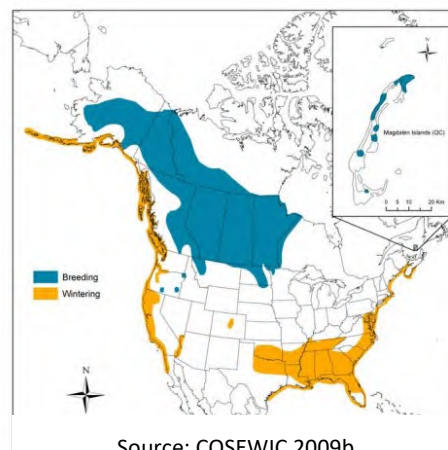 N
Magdalen Islands (QC)
0 5 10 20 Km
B
Breeding
Wintering
N
Source: COSEWIC 2009b